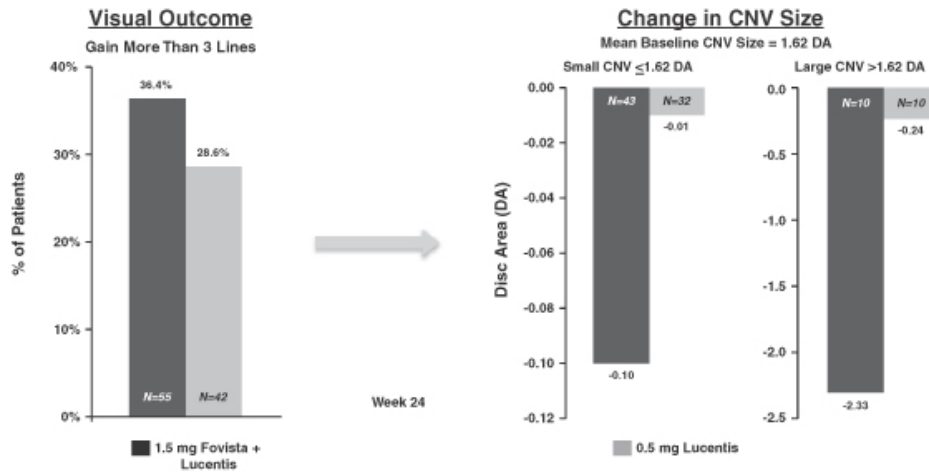 Visual Outcome
Gain More Than 3 Lines
40%
30%
20%
10%
0%
% of Patients
36.4%
28.6%
N=55
N=42
Week 24
Change in CNV Size
Mean Baseline CNV Size = 1.62 DA
Small CNV ≤1.62 DA
Large CNV >1.62 DA
Disc Area (DA)
0.00
-0.02
-0.04
-0.06
-0.08
-0.10
-0.12
N=43
N=32
-0.01
-0.10
0.0
-0.5
-1.0
-1.5
-2.0
-2.5
N=10
N=10
-0.24
-2.33
1.5 mg Fovista +
Lucentis
0.5 mg Lucentis